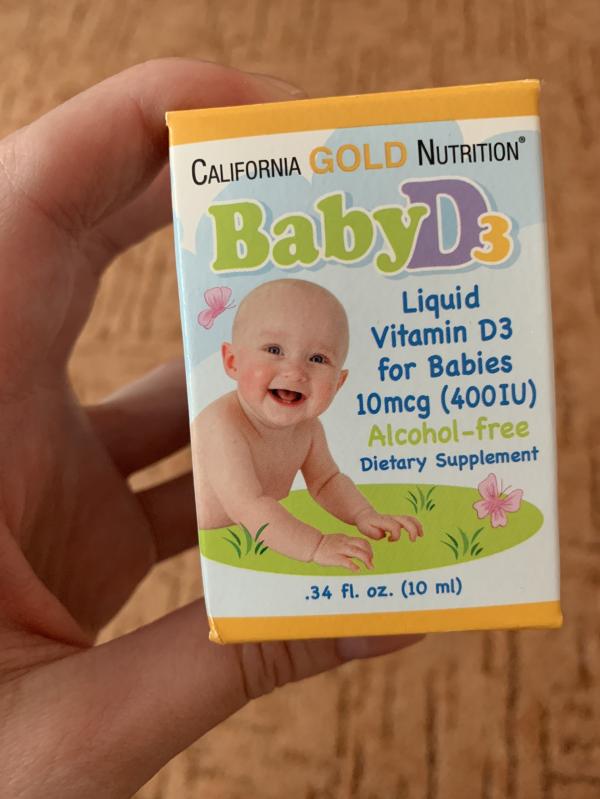 CALIFORNIA GOLD NUTRITION®
BabyD3
Liquid
Vitamin D3
for Babies
10mcg (400IU)
Alcohol-free
Dietary Supplement
.34 fl. oz. (10 ml)